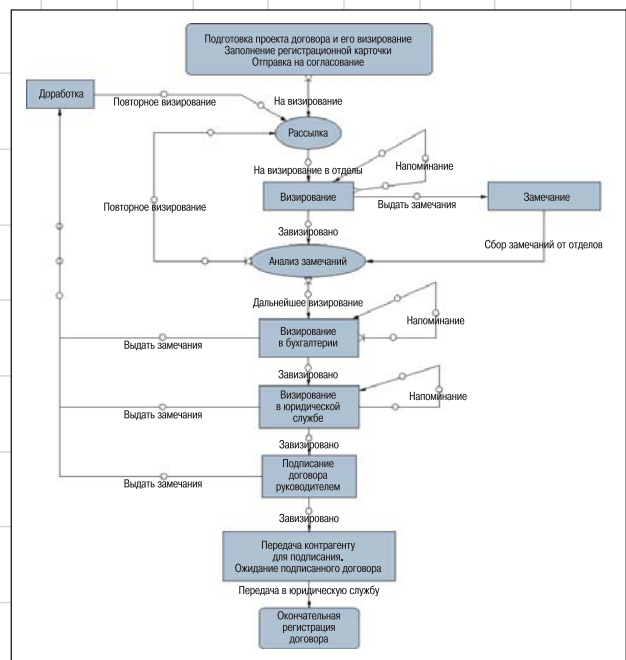 Подготовка проекта договора и его визирование
Заполнение регистрационной карточки
Отправка на согласование
Доработка
Повторное визирование
На визирование
Рассылка
На визирование в отделы
Напоминание
Визирование
Выдать замечания
Замечание
Повторное визирование
Завизировано
Сбор замечаний от отделов
Анализ замечаний
Дальнейшее визирование
Напоминание
Визирование
в бухгалтерии
Выдать замечания
Завизировано
Визирование
в юридической
службе
Напоминание
Выдать замечания
Завизировано
Подписание
договора
руководителем
Выдать замечания
Завизировано
Передача контрагенту
для подписания.
Ожидание подписанного договора
Передача в юридическую службу
Окончательная
регистрация
договора